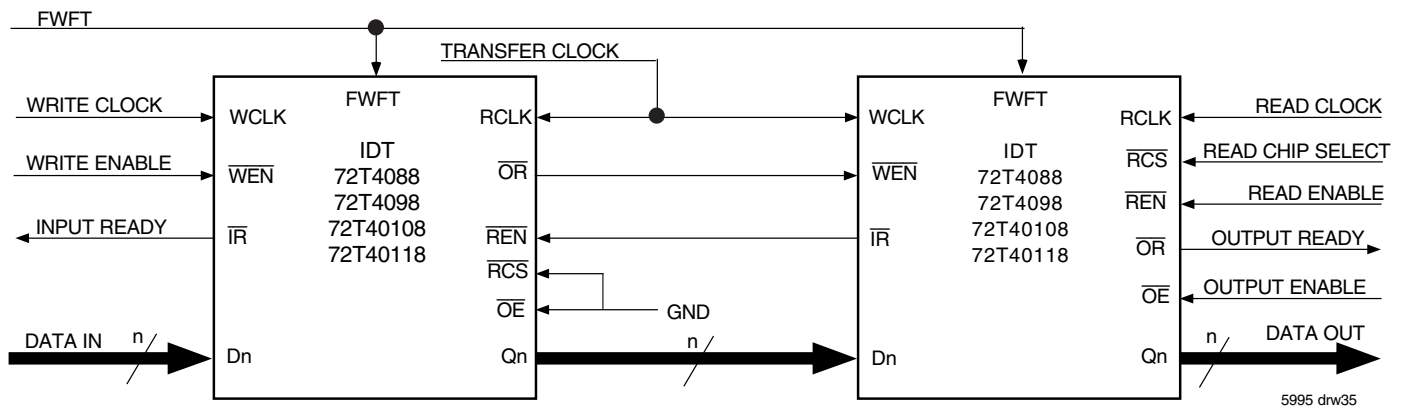 FWFT
TRANSFER CLOCK
FWFT
FWFT
WRITE CLOCK
WCLK
RCLK
WCLK
RCLK
READ CLOCK
IDT
72T4088
72T4098
72T40108
72T40118
IDT
72T4088
72T4098
72T40108
72T40118
WRITE ENABLE
WEN
OR
WEN
RCS
READ CHIP SELECT
REN
READ ENABLE
INPUT READY
IR
REN
IR
OR
OUTPUT READY
RCS
OE
GND
OE
OUTPUT ENABLE
DATA IN
n
Dn
Qn
n
Dn
Qn
n
DATA OUT
5995 drw35